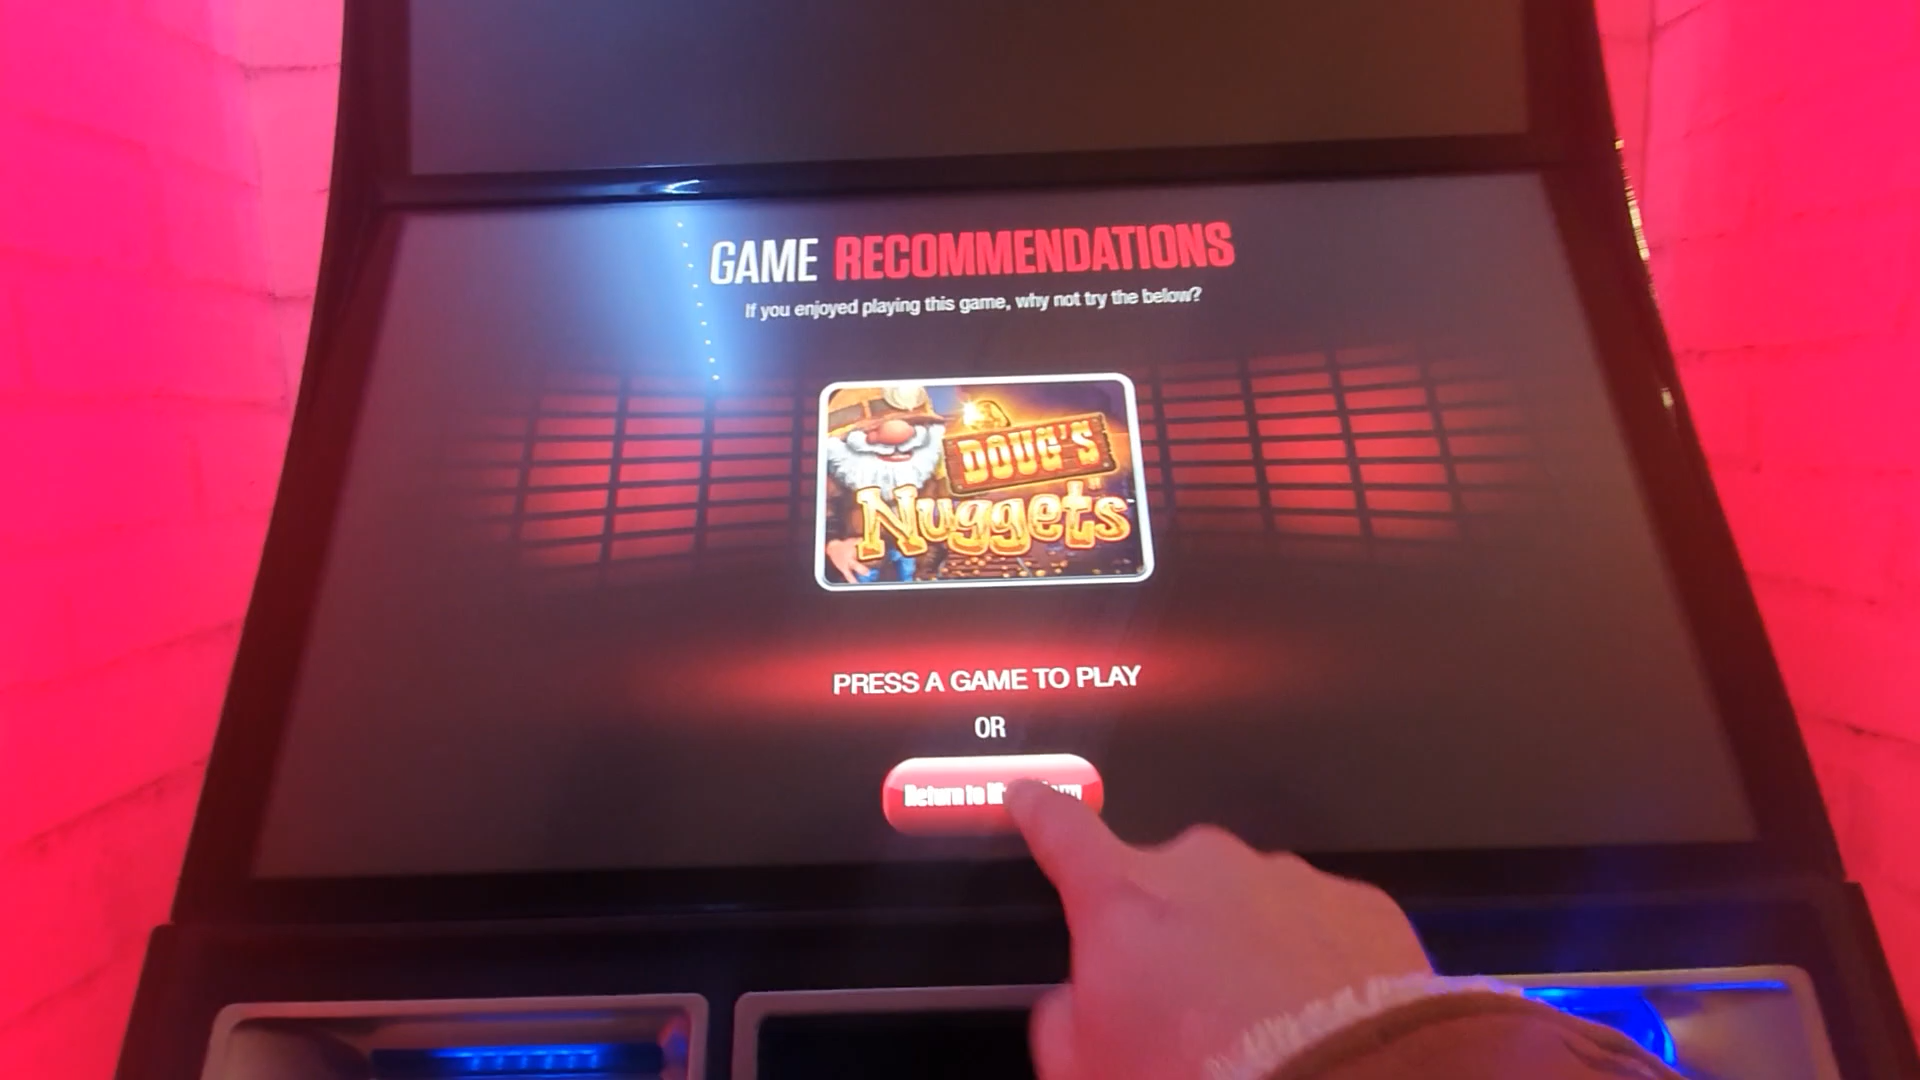 GAME RECOMMENDATIONS
If you enjoyed playing this game, why not try the below?
DOUG'S
Nuggets
PRESS A GAME TO PLAY
OR
Return to